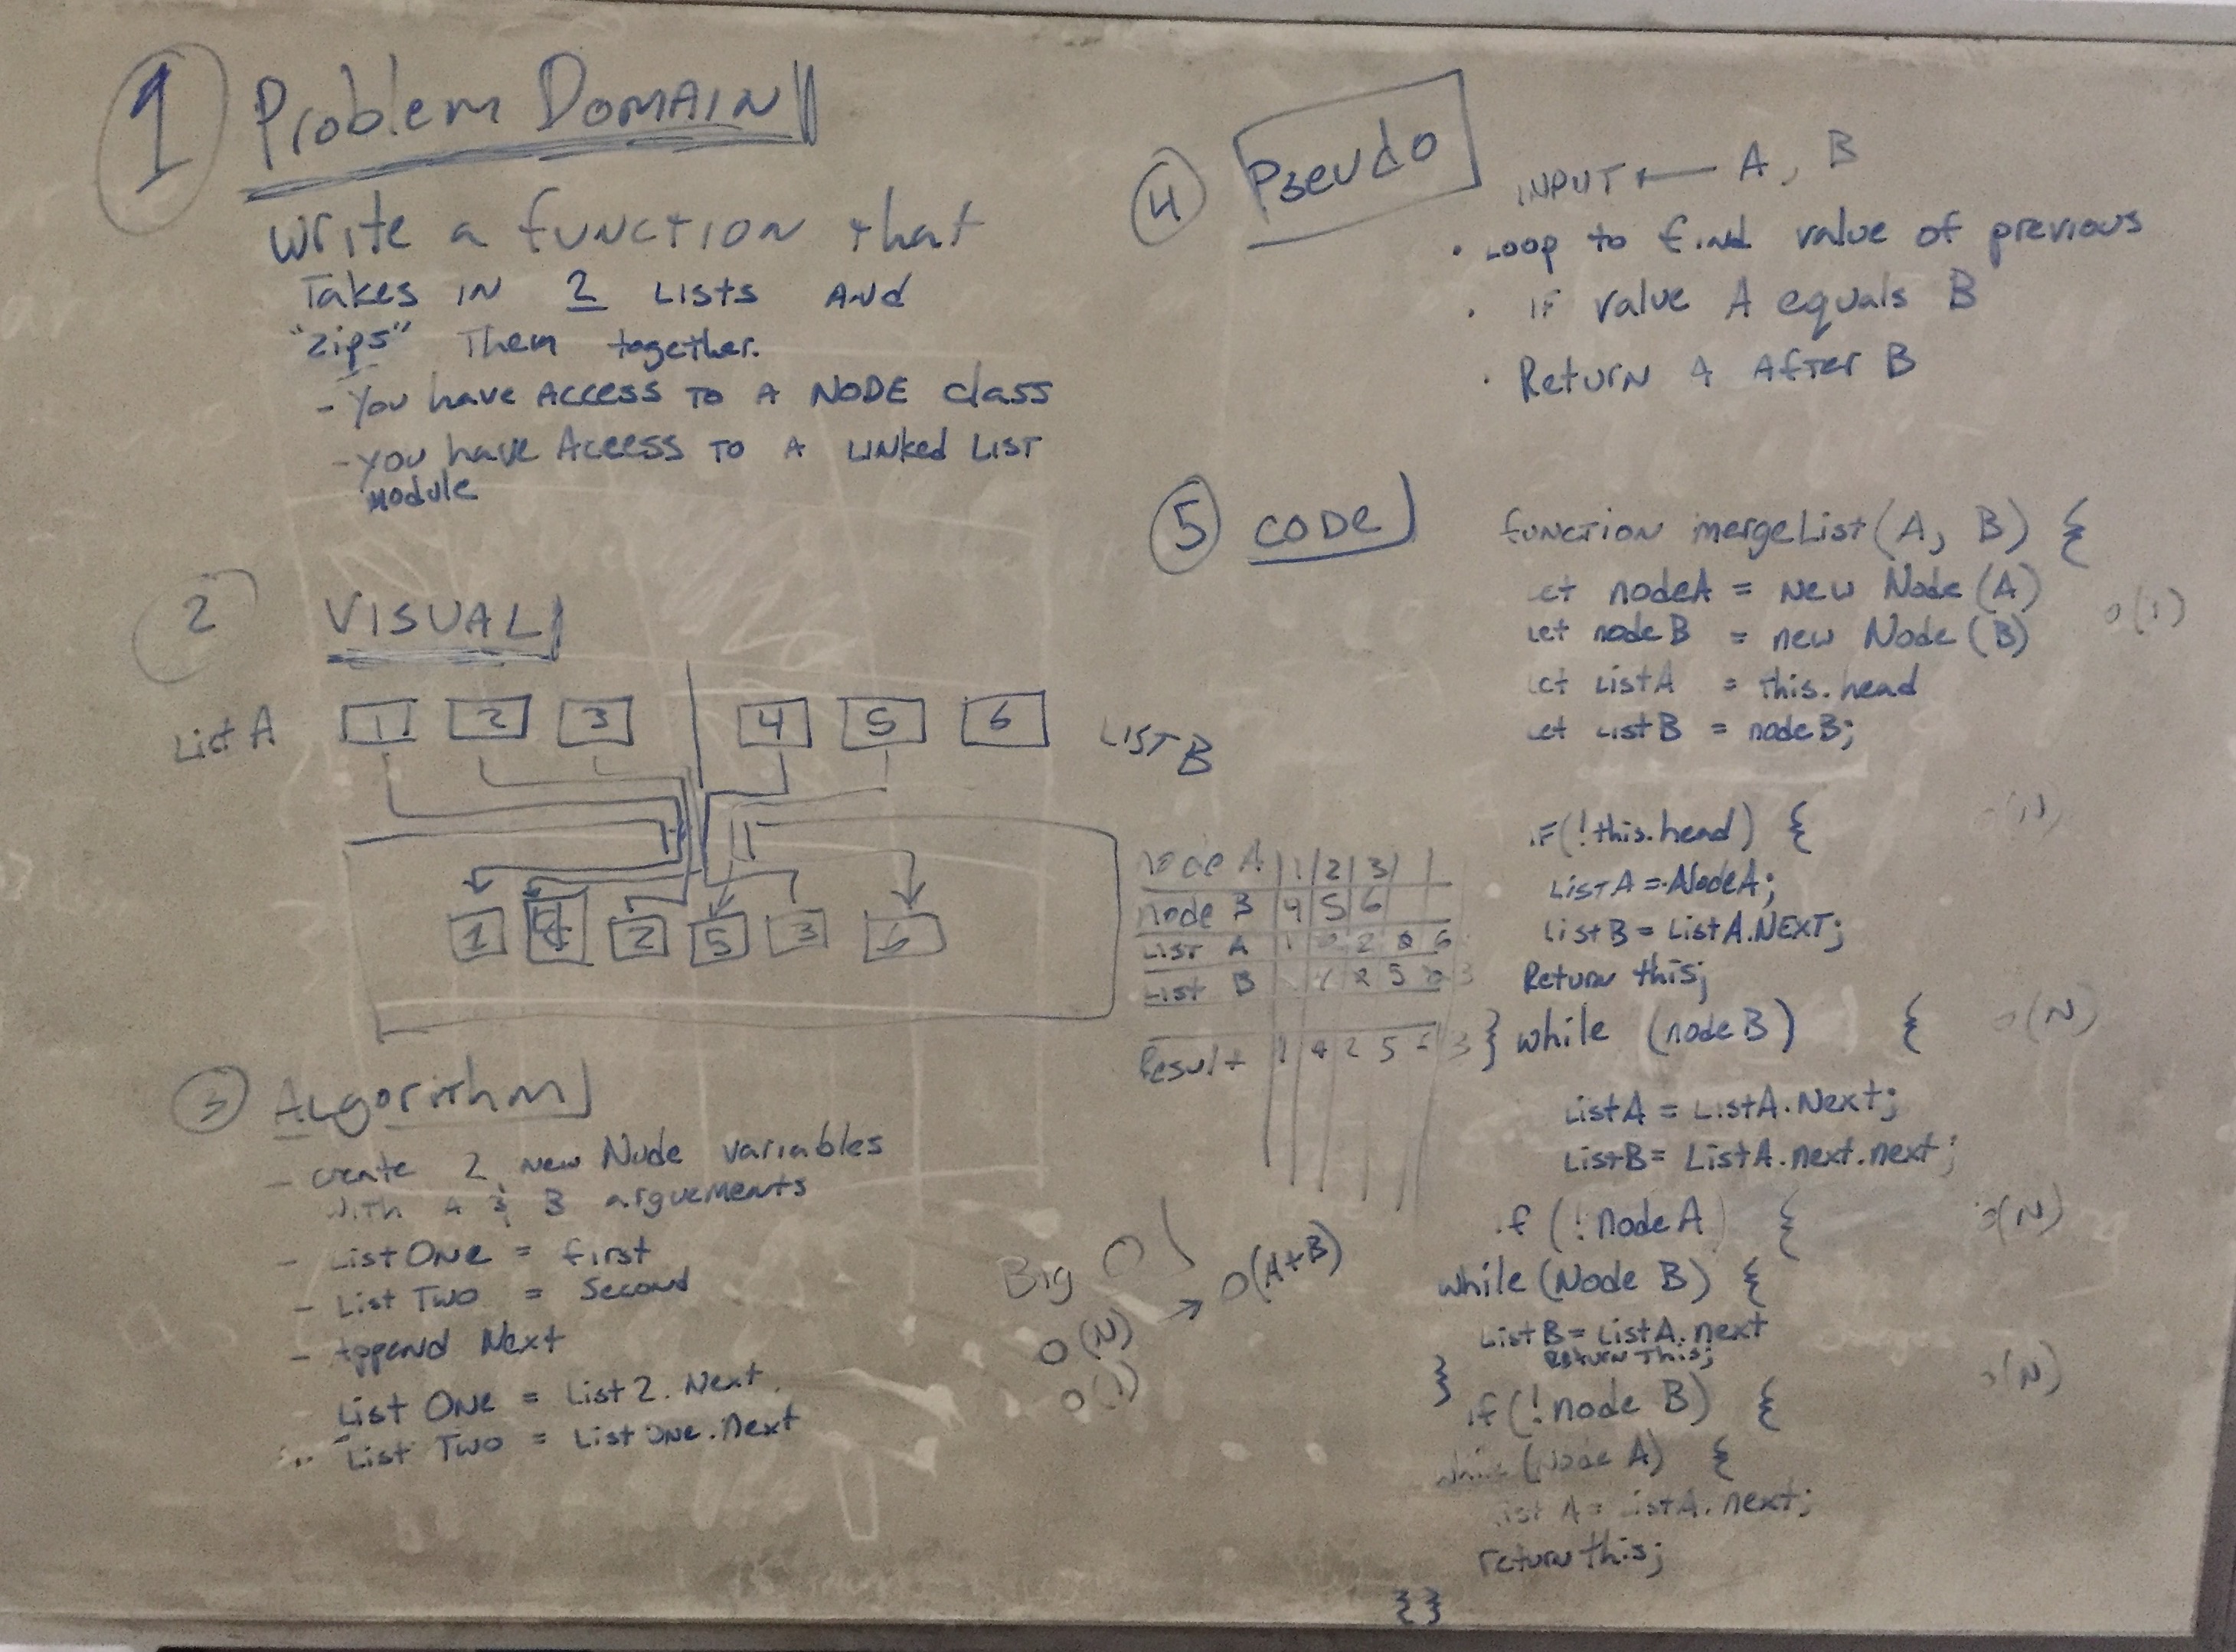 1 Problem DOMAIN
Write a function that
Takes in 2 Lists and
"zips" Them together.
- You have Access to a NODE class
- you have Aceess to a Linked List
Module
2 VISUAL
List A 1 2 3 4 5 6 LIST B
1 4 2 5 3 6
3 Algorithm
- create 2 new Node variables
with A & B arguements
- List One = first
- List Two = Second
- Append Next
List One = List 2. Next
List Two = List One.next
Big O
O(N) → O(A+B)
O(1)
4 Pseudo
INPUT ← A, B
· Loop to find value of previous
· if value A equals B
· Return A After B
5 CODE
function mergeList(A, B) {
let nodeA = new Node(A)
let nodeB = new Node(B) O(1)
let ListA = this.head
let ListB = nodeB;
if(!this.head) { O(1)
ListA = NodeA;
ListB = ListA.NEXT;
Return this;
} while (nodeB) { O(N)
ListA = ListA.Next;
ListB = ListA.next.next;
if (!nodeA) { O(N)
while (Node B) {
ListB = ListA.next
Return This;
}
if(!node B) { O(N)
while (Node A) {
List A = ListA.next;
return this;
}}
node A 1 2 3
node B 4 5 6
List A 1 2 6
List B 4 2 5 3
Result 1 4 2 5 3